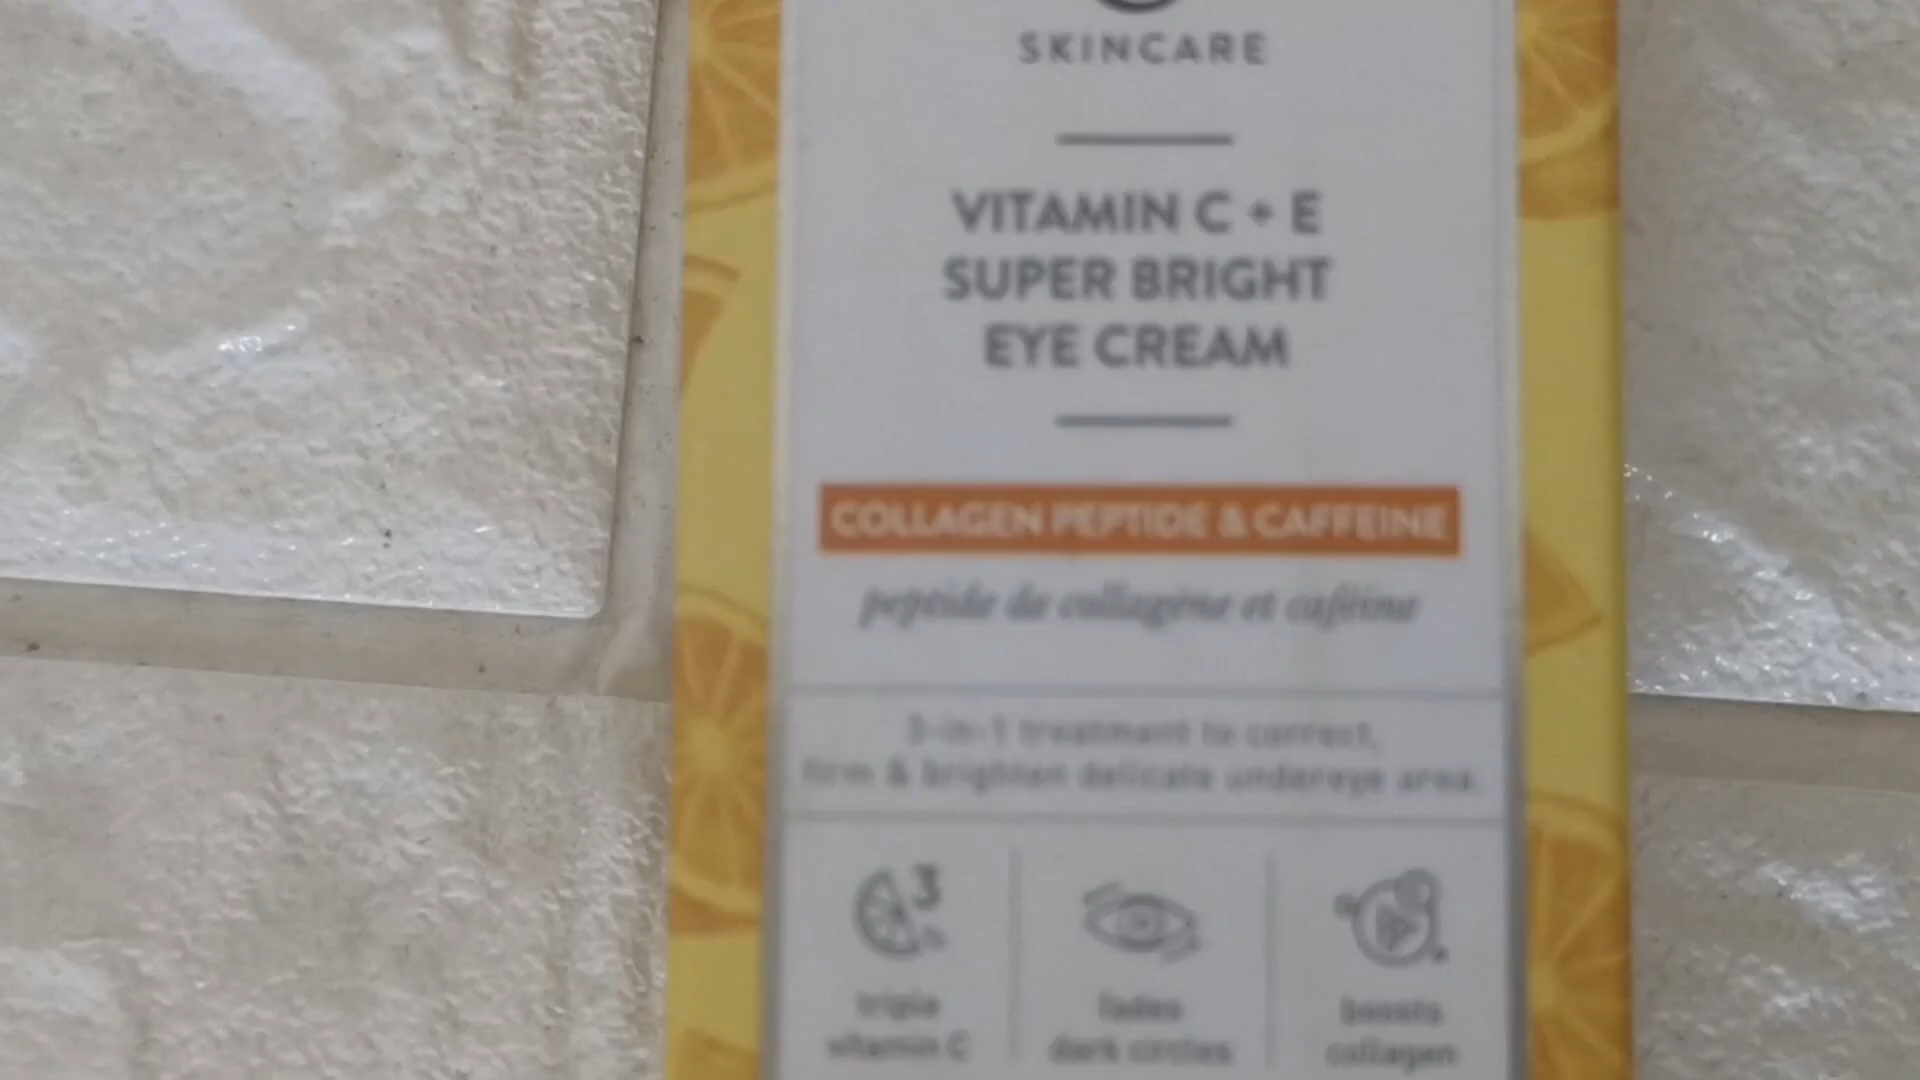 SKINCARE
VITAMIN C + E
SUPER BRIGHT
EYE CREAM
COLLAGEN PEPTIDE & CAFFEINE
peptide de collagène et caféine
3-in-1 treatment to correct,
firm & brighten delicate undereye area.
3
triple
vitamin C
fades
dark circles
boosts
collagen